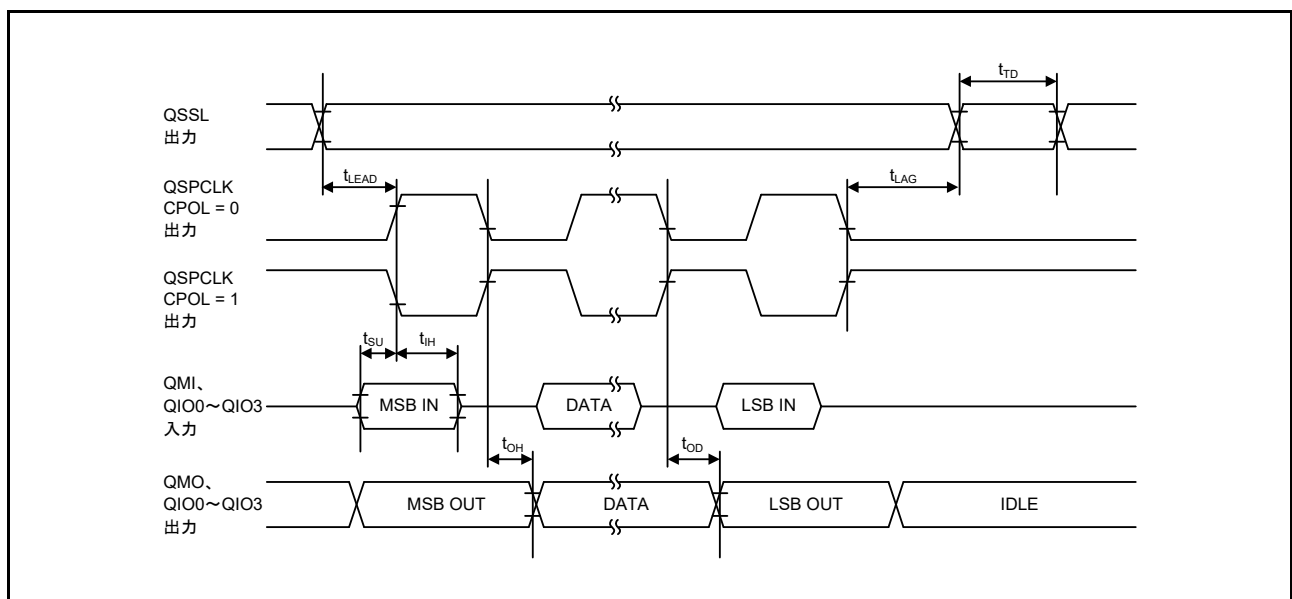 tTD
QSSL
出力
tLEAD
tLAG
QSPCLK
CPOL = 0
出力
QSPCLK
CPOL = 1
出力
tSU
tIH
QMI、
QIO0～QIO3
入力
MSB IN
DATA
LSB IN
tOH
tOD
QMO、
QIO0～QIO3
出力
MSB OUT
DATA
LSB OUT
IDLE